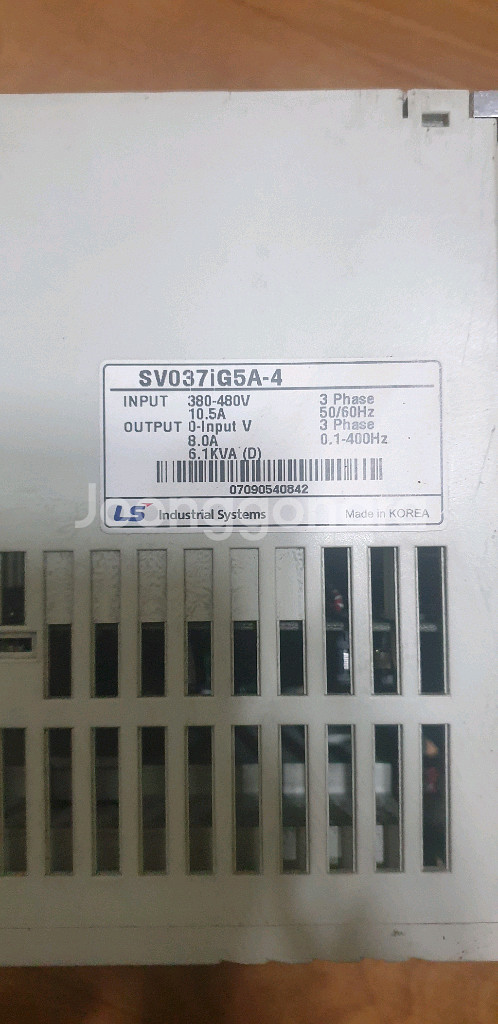 SV037iG5A-4
INPUT 380-480V 3 Phase
10.5A 50/60Hz
OUTPUT 0-Input V 3 Phase
8.0A 0.1-400Hz
6.1KVA (D)
07090540842
LS Industrial Systems Made in KOREA